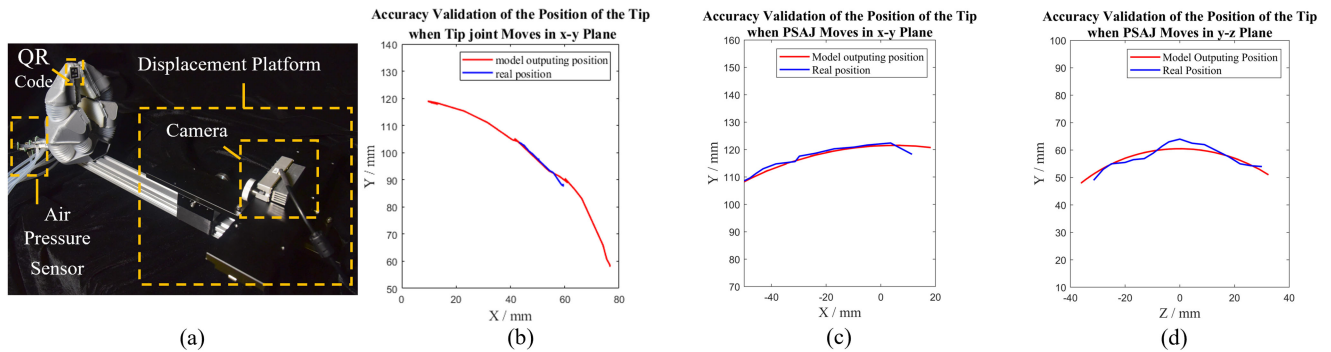 QR
Code
Displacement Platform
Camera
Air
Pressure
Sensor
(a)
Accuracy Validation of the Position of the Tip
when Tip joint Moves in x-y Plane
model outputing position
real position
140
130
120
110
100
90
80
70
60
50
Y / mm
0
20
40
60
80
X / mm
(b)
Accuracy Validation of the Position of the Tip
when PSAJ Moves in x-y Plane
Model outputing position
Real position
160
150
140
130
120
110
100
90
80
70
Y / mm
-40
-20
0
20
X / mm
(c)
Accuracy Validation of the Position of the Tip
when PSAJ Moves in y-z Plane
Model Outputing Position
Real Position
100
90
80
70
60
50
40
30
20
10
Y / mm
-40
-20
0
20
40
Z / mm
(d)